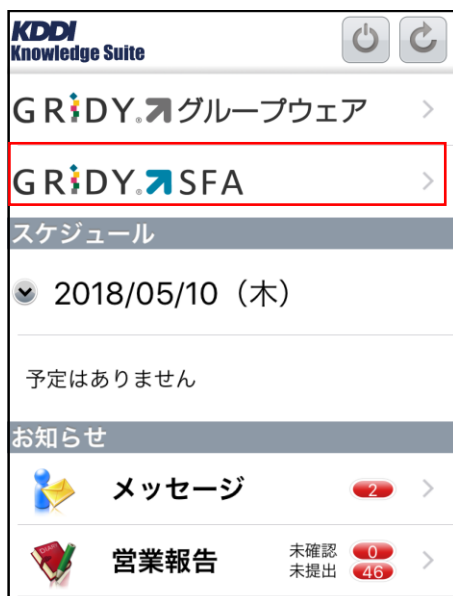 KDDI
Knowledge Suite
GRiDY. グループウェア
GRiDY. SFA
スケジュール
2018/05/10（木）
予定はありません
お知らせ
メッセージ 2
営業報告 未確認 0
未提出 46